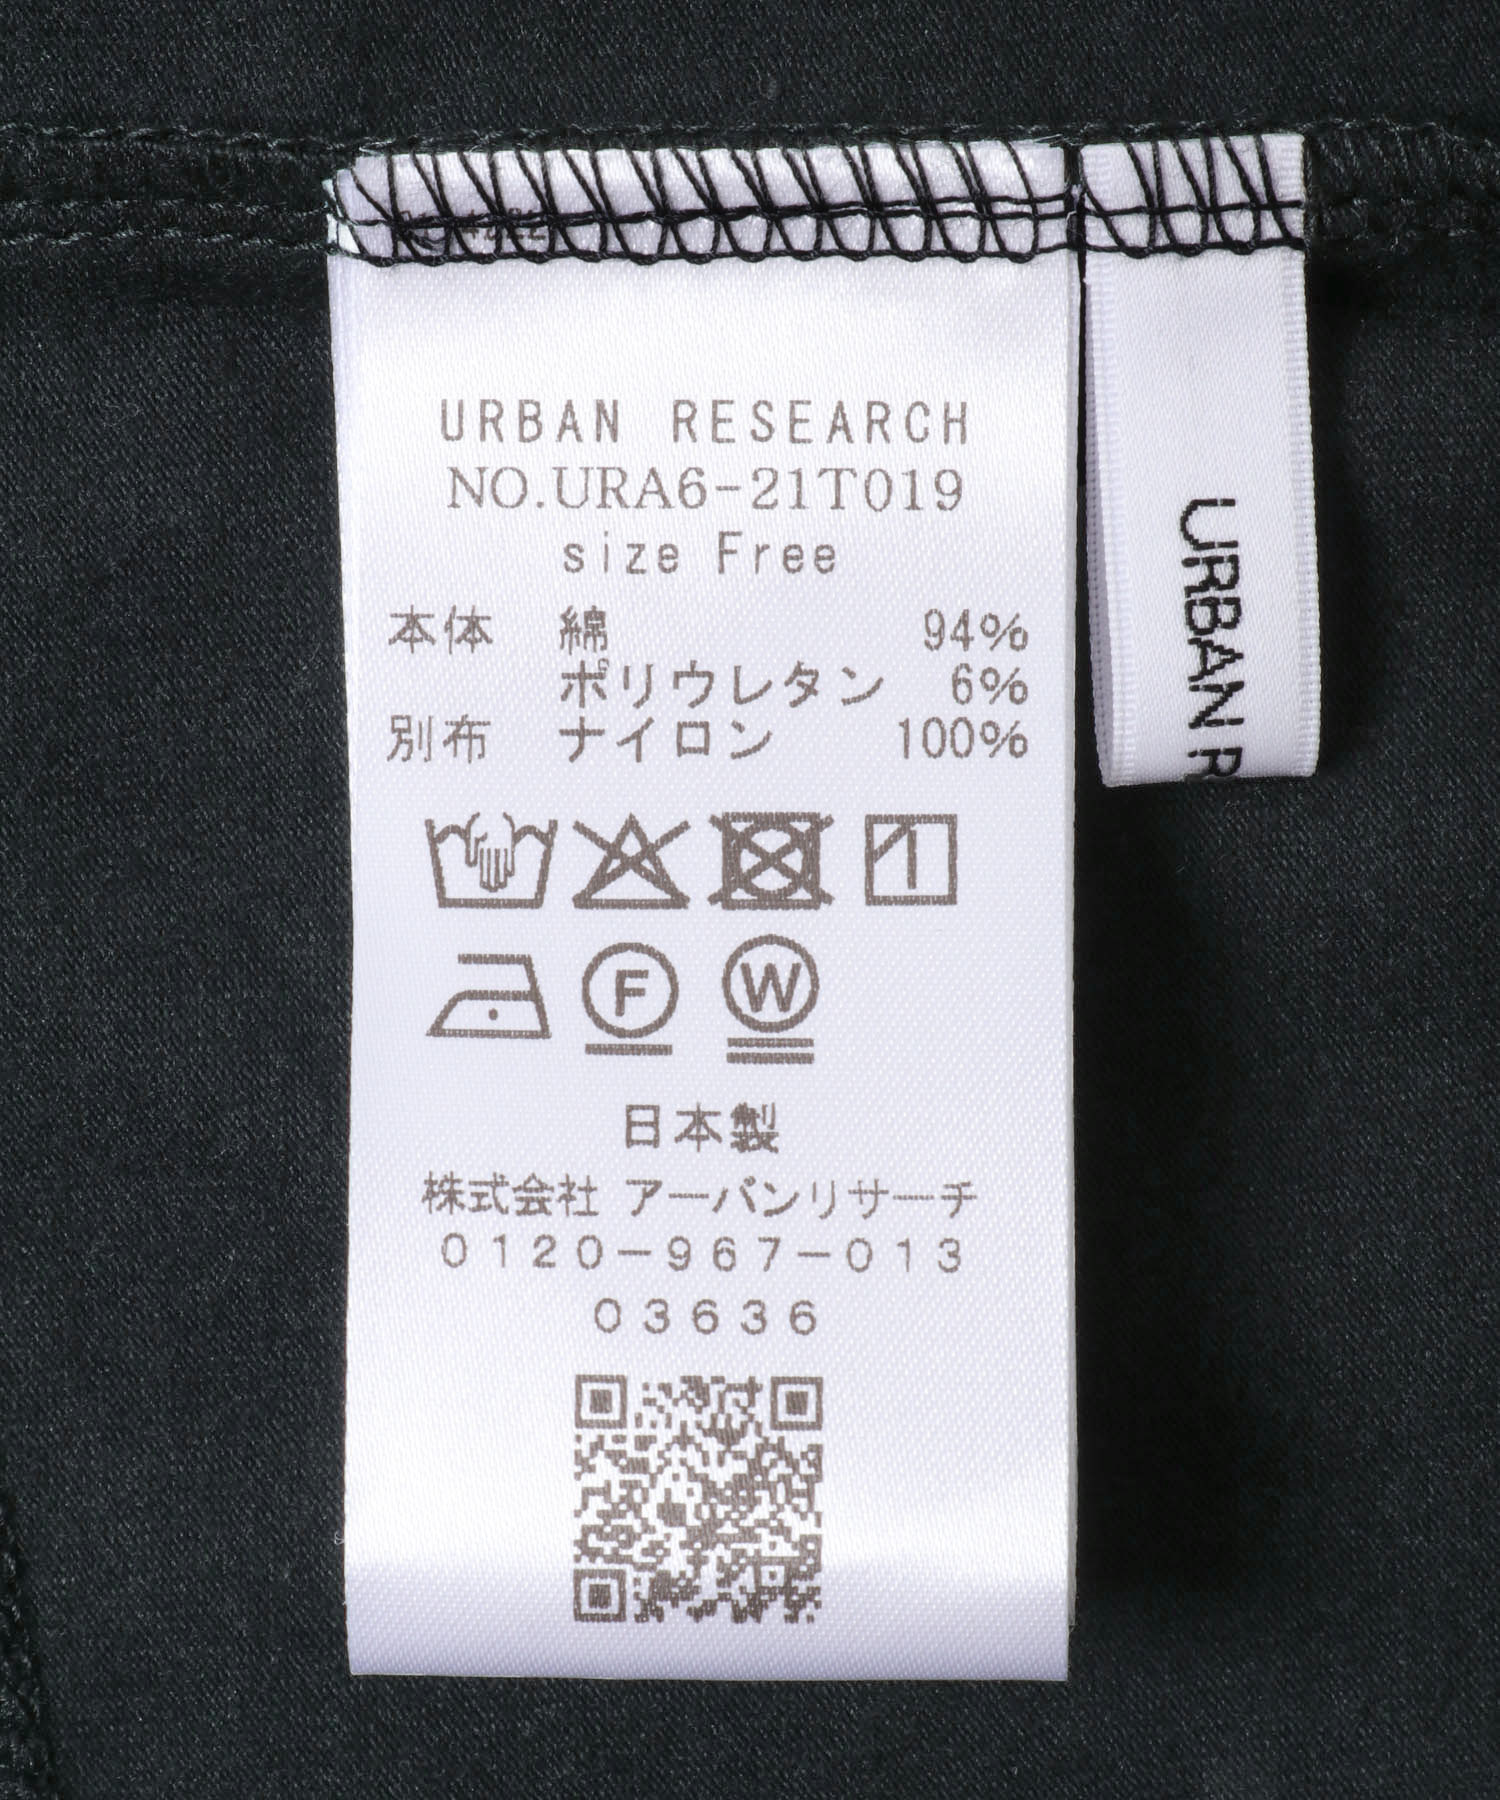 URBAN RESEARCH
NO.URA6-21T019
size Free
本体 綿 94%
ポリウレタン 6%
別布 ナイロン 100%
F
W
日本製
株式会社 アーバンリサーチ
0120-967-013
03636
URBAN R